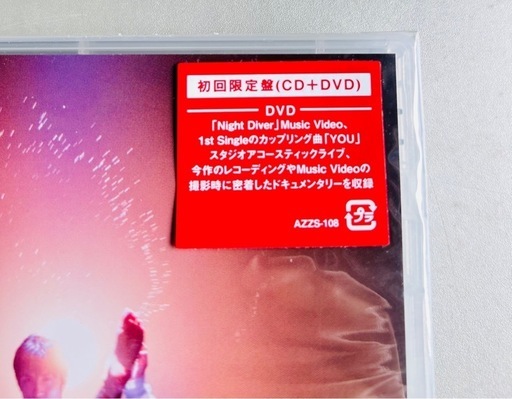 初回限定盤(CD+DVD)
DVD
「Night Diver」Music Video、
1st Singleのカップリング曲「YOU」
スタジオアコースティックライブ、
今作のレコーディングやMusic Videoの
撮影時に密着したドキュメンタリーを収録
AZZS-108
プラ